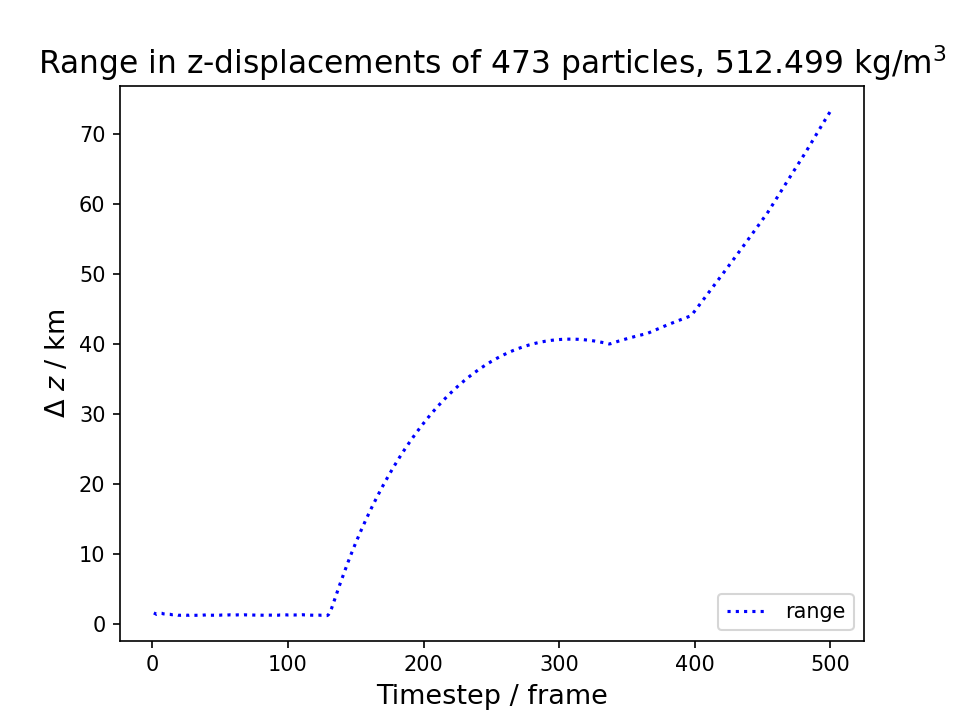 Range in z-displacements of 473 particles, 512.499 kg/m³
70
60
50
40
30
20
10
0
Δ z / km
range
0 100 200 300 400 500
Timestep / frame